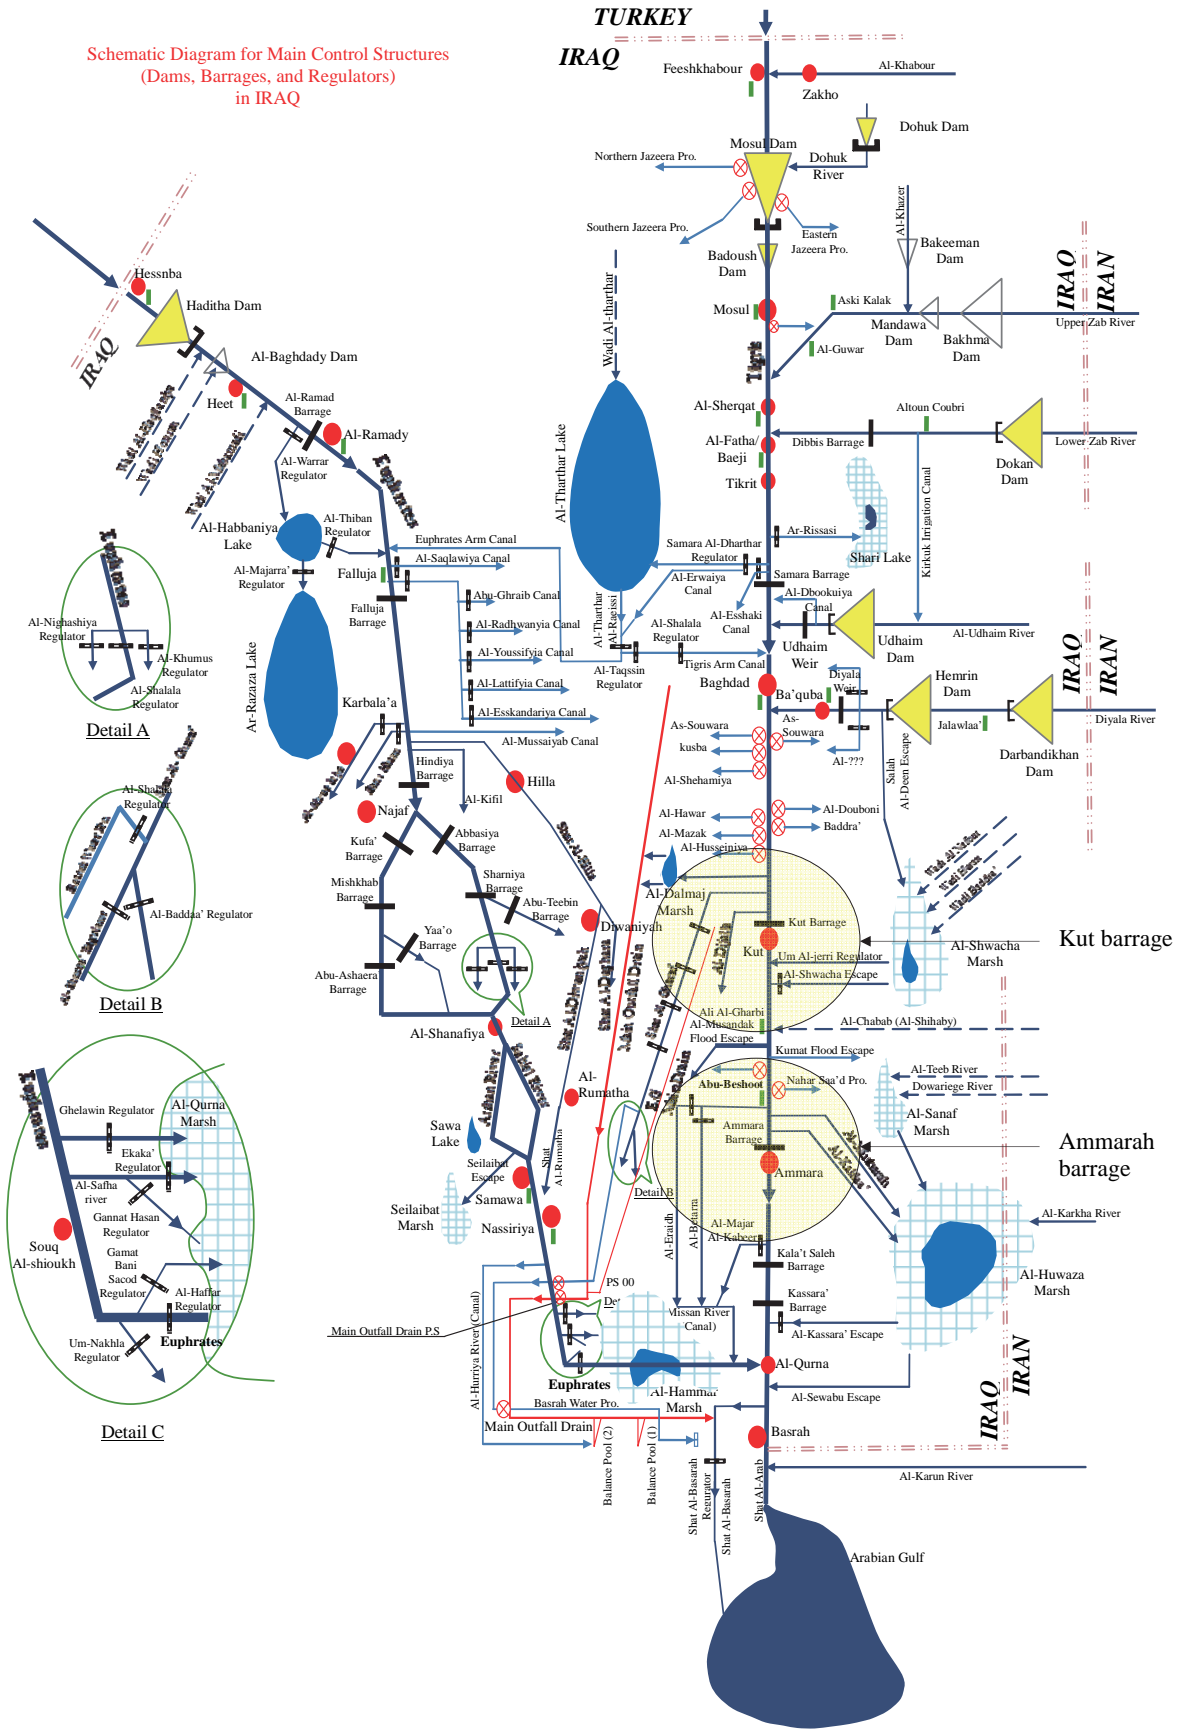 TURKEY
IRAQ
Schematic Diagram for Main Control Structures
(Dams, Barrages, and Regulators)
in IRAQ
Feeshkhabour
Al-Khabour
Zakho
Dohuk Dam
Mosul Dam
Northern Jazeera Pro.
Dohuk
River
Southern Jazeera Pro.
Eastern
Jazeera Pro.
Al-Khazer
Bakeeman
Dam
Badoush
Dam
IRAQ
IRAN
Hessnba
Haditha Dam
IRAQ
Wadi Al-tharthar
Mosul
Aski Kalak
Mandawa
Dam
Bakhma
Dam
Upper Zab River
Al-Guwar
Al-Baghdady Dam
Heet
Al-Ramad
Barrage
Al-Ramady
Al-Warrar
Regulator
Al-Sherqat
Altoun Coubri
Al-Fatha/
Baeji
Dibbis Barrage
Lower Zab River
Dokan
Dam
Tikrit
Al-Tharthar Lake
Kirkuk Irrigation Canal
Al-Habbaniya
Lake
Al-Thiban
Regulator
Euphrates Arm Canal
Al-Saqlawiya Canal
Al-Majarra'
Regulator
Falluja
Falluja
Barrage
Abu-Ghraib Canal
Al-Radhwanyia Canal
Al-Youssifyia Canal
Al-Lattifyia Canal
Al-Esskandariya Canal
Al-Mussaiyab Canal
Ar-Rissasi
Shari Lake
Samara Al-Dharthar
Regulator
Samara Barrage
Al-Erwaiya
Canal
Al-Esshaki
Canal
Al-Dbookuiya
Canal
Al-Tharthar
Al-Raeissi
Al-Shalala
Regulator
Al-Taqssin
Regulator
Tigris Arm Canal
Udhaim
Weir
Udhaim
Dam
Al-Udhaim River
IRAQ
IRAN
Al-Nighashiya
Regulator
Al-Khumus
Regulator
Al-Shalala
Regulator
Detail A
Ar-Razaza Lake
Karbala'a
Baghdad
Diyala
Weir
Ba'quba
Hemrin
Dam
Jalawlaa'
Diyala River
Darbandikhan
Dam
As-Souwara
As-
Souwara
kusba
Al-Shehamiya
Al-???
Salah
Al-Deen Escape
Hindiya
Barrage
Al-Kifil
Hilla
Najaf
Al-Shalala
Regulator
Al-Baddaa' Regulator
Detail B
Kufa'
Barrage
Abbasiya
Barrage
Mishkhab
Barrage
Sharniya
Barrage
Abu-Teebin
Barrage
Yaa'o
Barrage
Abu-Ashaera
Barrage
Diwaniyah
Detail A
Al-Shanafiya
Al-Hawar
Al-Mazak
Al-Husseiniya
Al-Douboni
Baddra'
Al-Dalmaj
Marsh
Kut Barrage
Kut
Um Al-jerri Regulator
Al-Shwacha Escape
Al-Shwacha
Marsh
Kut barrage
Ali Al-Gharbi
Al-Musandak
Flood Escape
Al-Chabab (Al-Shihaby)
Kumat Flood Escape
Abu-Beshoot
Nahar Saa'd Pro.
Al-Teeb River
Dowariege River
Al-Sanaf
Marsh
Ammara
Barrage
Ammara
Ammarah
barrage
Ghelawin Regulator
Al-Qurna
Marsh
Ekaka'
Regulator
Al-Safha
river
Gannat Hasan
Regulator
Souq
Al-shioukh
Gamat
Bani
Sacod
Regulator
Al-Haffar
Regulator
Euphrates
Um-Nakhla
Regulator
Detail C
Al-
Rumatha
Sawa
Lake
Seilaibat
Escape
Shat
Al-Rumatha
Samawa
Seilaibat
Marsh
Nassiriya
Detail B
Al-Eraidh
Al-Betarra
Al-Majar
Al-Kabeer
Al-Karkha River
Kala't Saleh
Barrage
Al-Huwaza
Marsh
PS 00
Kassara'
Barrage
Missan River
(Canal)
Al-Kassara' Escape
Main Outfall Drain P.S
Al-Hurriya River (Canal)
Euphrates
Al-Hammar
Marsh
Al-Qurna
Al-Sewabu Escape
IRAQ
IRAN
Basrah Water Pro.
Main Outfall Drain
Basrah
Balance Pool (2)
Balance Pool (1)
Shat Al-Basarah
Regurator
Shat Al-Basarah
Shat Al-Arab
Al-Karun River
Arabian Gulf